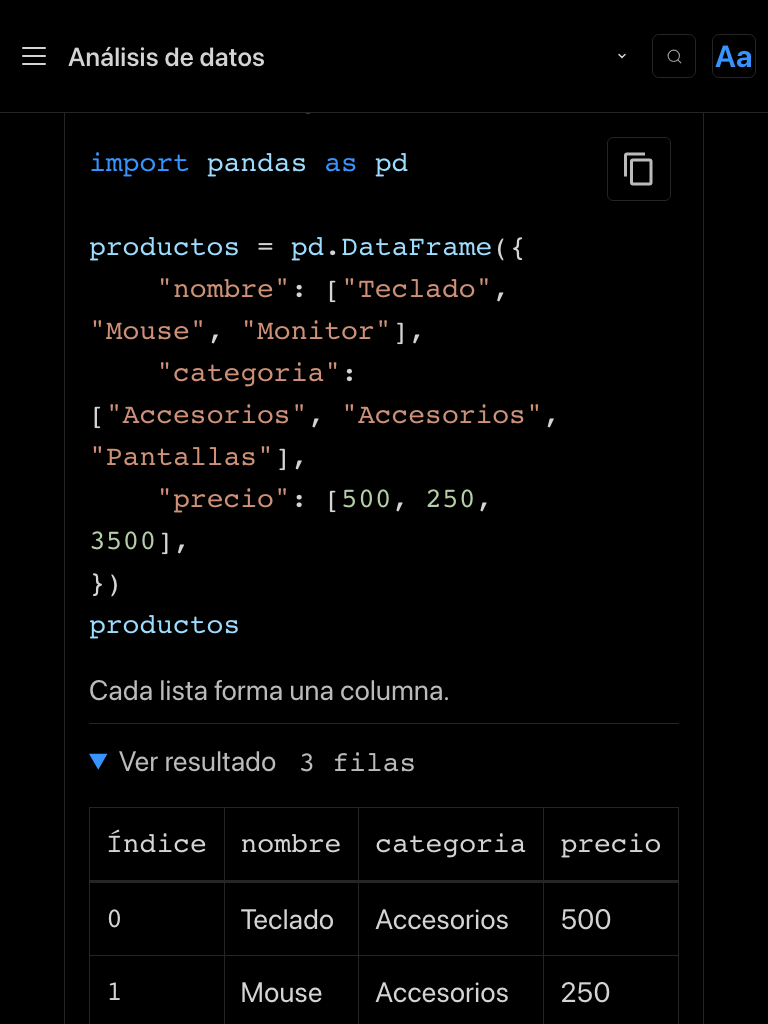 Análisis de datos
Aa
import pandas as pd
productos = pd.DataFrame({
    "nombre": ["Teclado",
"Mouse", "Monitor"],
    "categoria":
["Accesorios", "Accesorios",
"Pantallas"],
    "precio": [500, 250,
3500],
})
productos
Cada lista forma una columna.
Ver resultado 3 filas
Índice nombre categoria precio
0 Teclado Accesorios 500
1 Mouse Accesorios 250